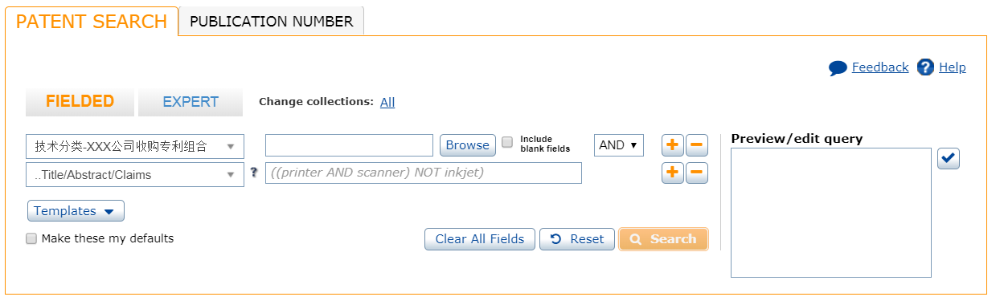 PATENT SEARCH PUBLICATION NUMBER
Feedback ? Help
FIELDED EXPERT Change collections: All
技术分类-XXX公司收购专利组合 Browse Include blank fields AND + −
Preview/edit query
..Title/Abstract/Claims ? ((printer AND scanner) NOT inkjet) + −
Templates
Make these my defaults
Clear All Fields Reset Search